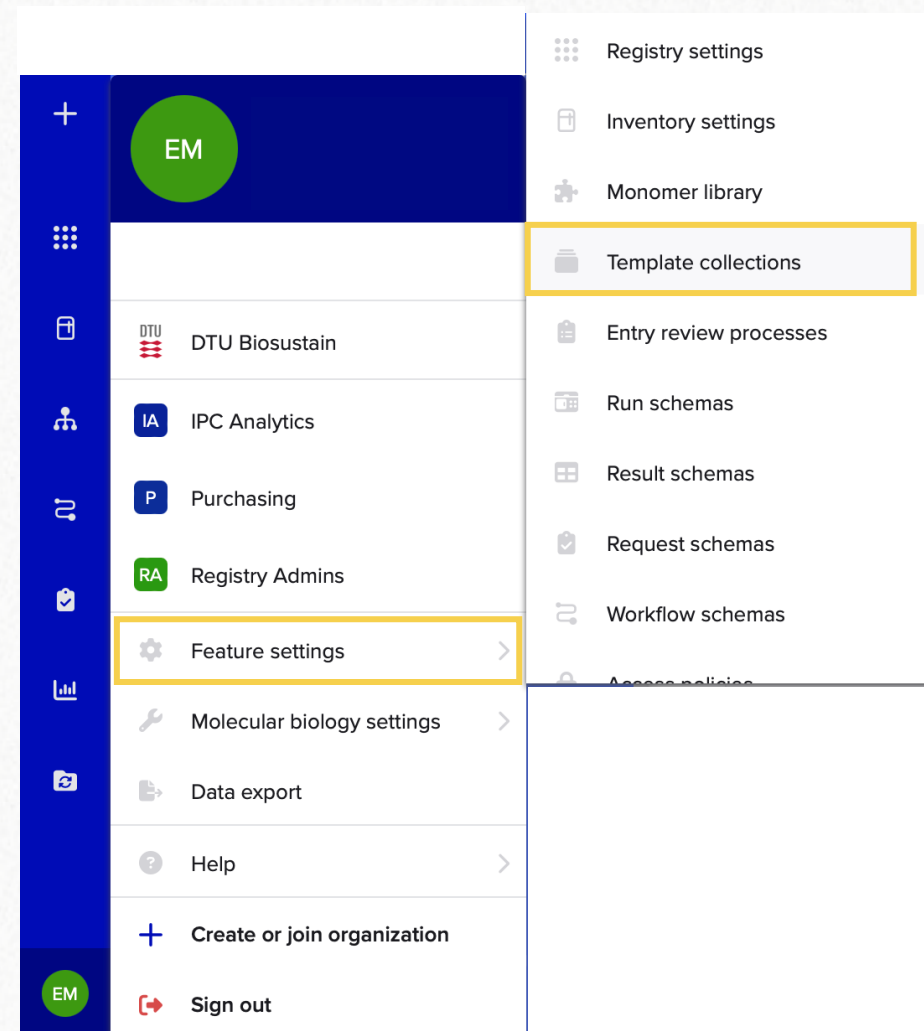 EM
DTU
DTU Biosustain
IA
IPC Analytics
P
Purchasing
RA
Registry Admins
Feature settings
Molecular biology settings
Data export
?
Help
Create or join organization
EM
Sign out
Registry settings
Inventory settings
Monomer library
Template collections
Entry review processes
Run schemas
Result schemas
Request schemas
Workflow schemas
Access policies